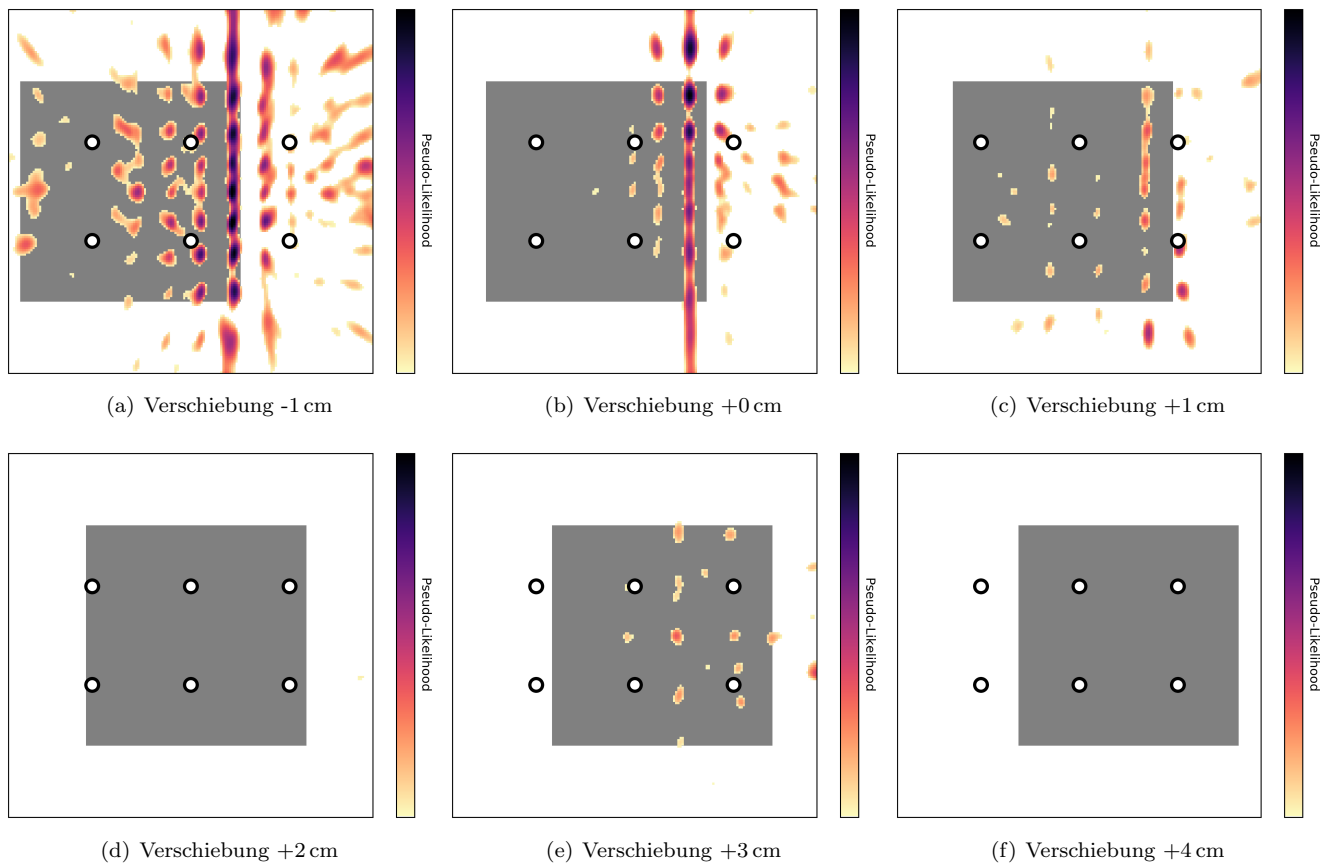 Pseudo-Likelihood
Pseudo-Likelihood
Pseudo-Likelihood
(a) Verschiebung -1 cm
(b) Verschiebung +0 cm
(c) Verschiebung +1 cm
Pseudo-Likelihood
Pseudo-Likelihood
Pseudo-Likelihood
(d) Verschiebung +2 cm
(e) Verschiebung +3 cm
(f) Verschiebung +4 cm